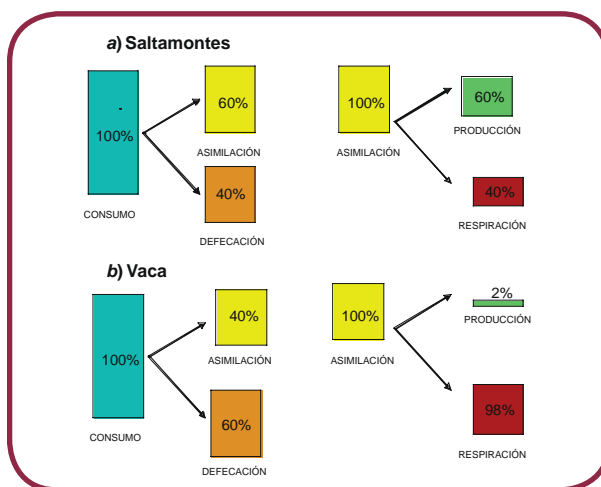 a) Saltamontes
60%
100%
ASIMILACIÓN
40%
CONSUMO
DEFECACIÓN
100%
ASIMILACIÓN
60%
PRODUCCIÓN
40%
RESPIRACIÓN
b) Vaca
40%
100%
ASIMILACIÓN
60%
CONSUMO
DEFECACIÓN
100%
ASIMILACIÓN
2%
PRODUCCIÓN
98%
RESPIRACIÓN